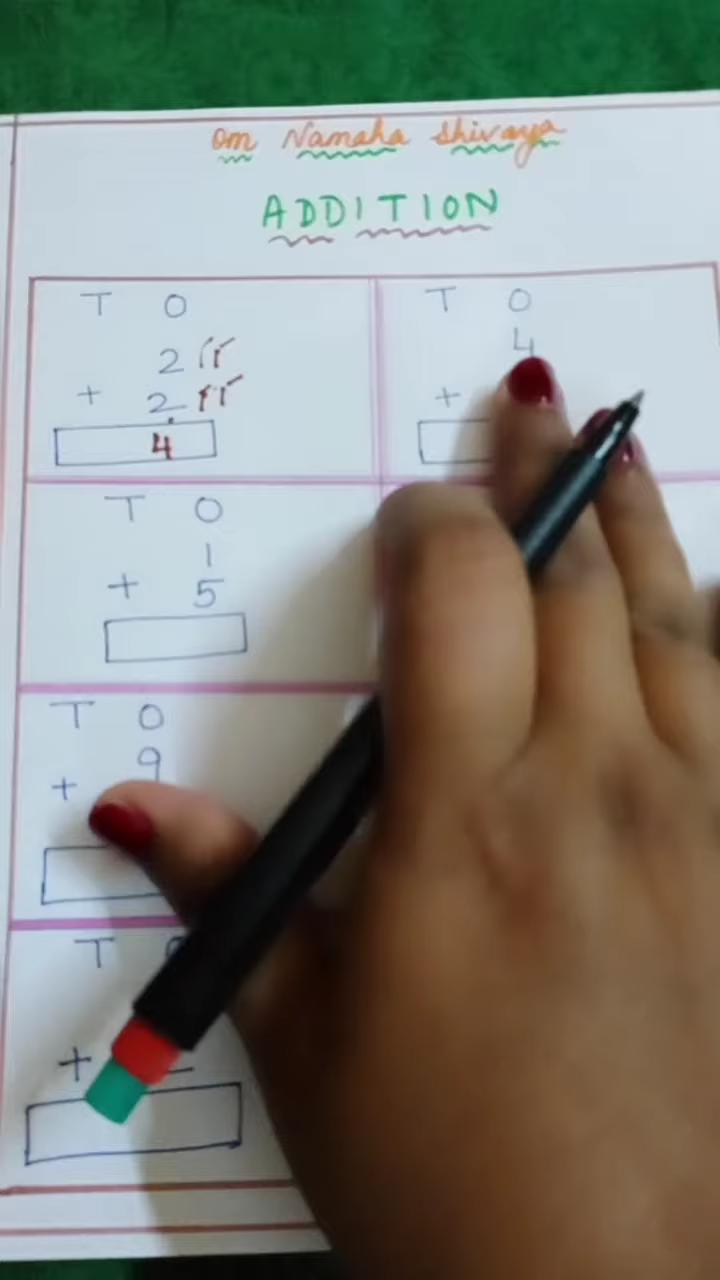 Om Namaha Shivaya
ADDITION
T O
2
+ 2
4
T O
4
+
T O
1
+ 5
T O
9
+
T
+